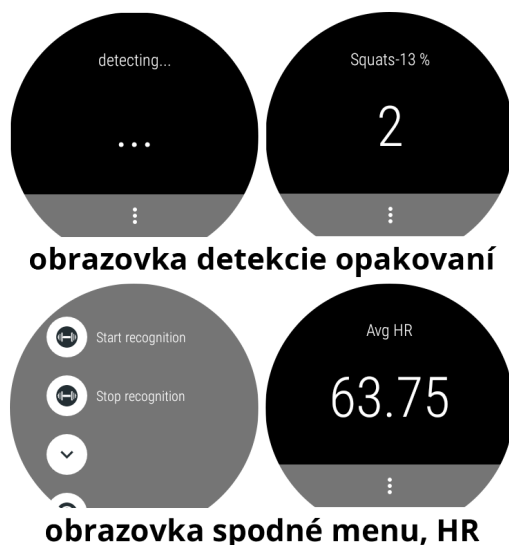 detecting...
...
Squats-13 %
2
obrazovka detekcie opakovaní
Start recognition
Stop recognition
Avg HR
63.75
obrazovka spodné menu, HR